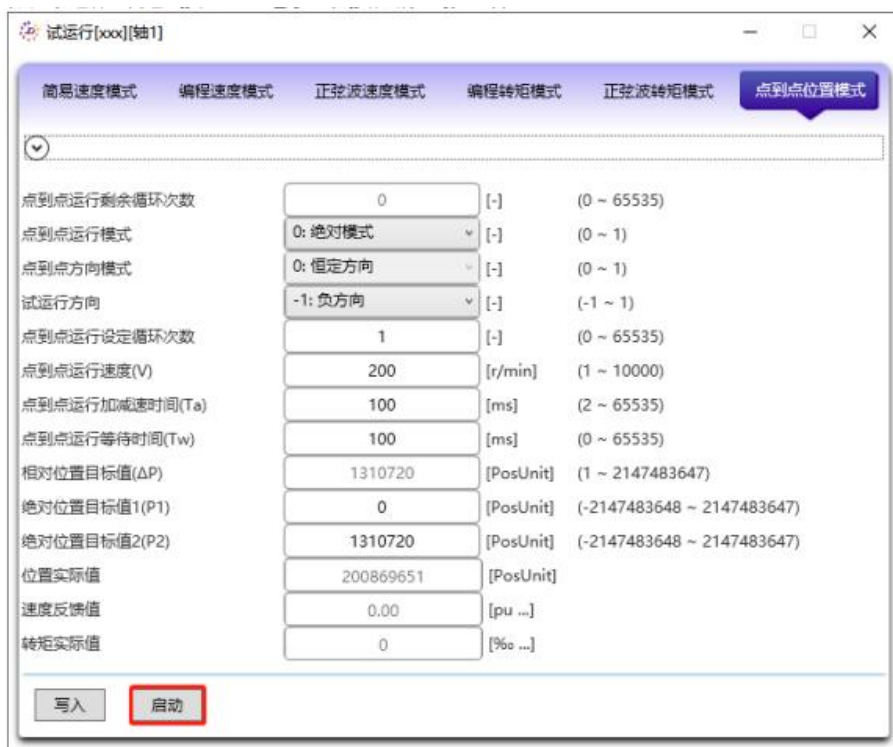 试运行[xxx][轴1]
简易速度模式 编程速度模式 正弦波速度模式 编程转矩模式 正弦波转矩模式 点到点位置模式
点到点运行剩余循环次数 0 [-] (0 ~ 65535)
点到点运行模式 0: 绝对模式 [-] (0 ~ 1)
点到点方向模式 0: 恒定方向 [-] (0 ~ 1)
试运行方向 -1: 负方向 [-] (-1 ~ 1)
点到点运行设定循环次数 1 [-] (0 ~ 65535)
点到点运行速度(V) 200 [r/min] (1 ~ 10000)
点到点运行加减速时间(Ta) 100 [ms] (2 ~ 65535)
点到点运行等待时间(Tw) 100 [ms] (0 ~ 65535)
相对位置目标值(ΔP) 1310720 [PosUnit] (1 ~ 2147483647)
绝对位置目标值1(P1) 0 [PosUnit] (-2147483648 ~ 2147483647)
绝对位置目标值2(P2) 1310720 [PosUnit] (-2147483648 ~ 2147483647)
位置实际值 200869651 [PosUnit]
速度反馈值 0.00 [pu ...]
转矩实际值 0 [‰ ...]
写入 启动